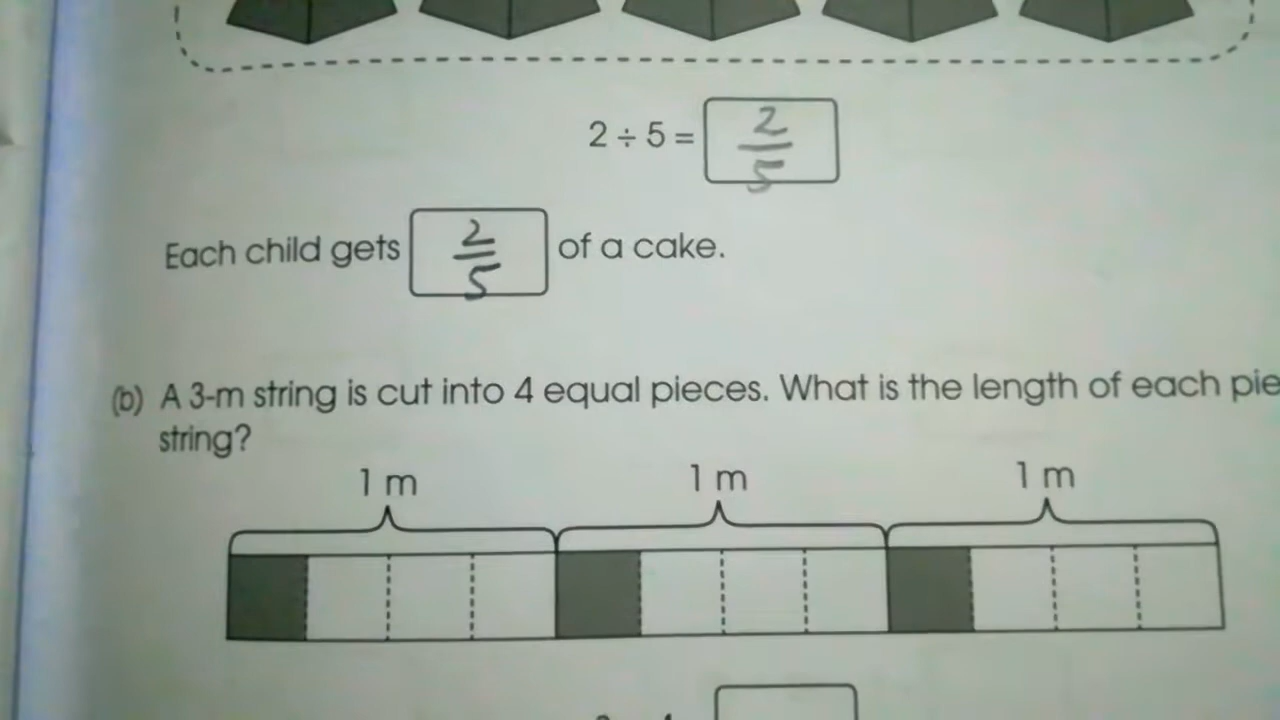 2 ÷ 5 = 2/5
Each child gets 2/5 of a cake.
(b) A 3-m string is cut into 4 equal pieces. What is the length of each pie
string?
1 m 1 m 1 m